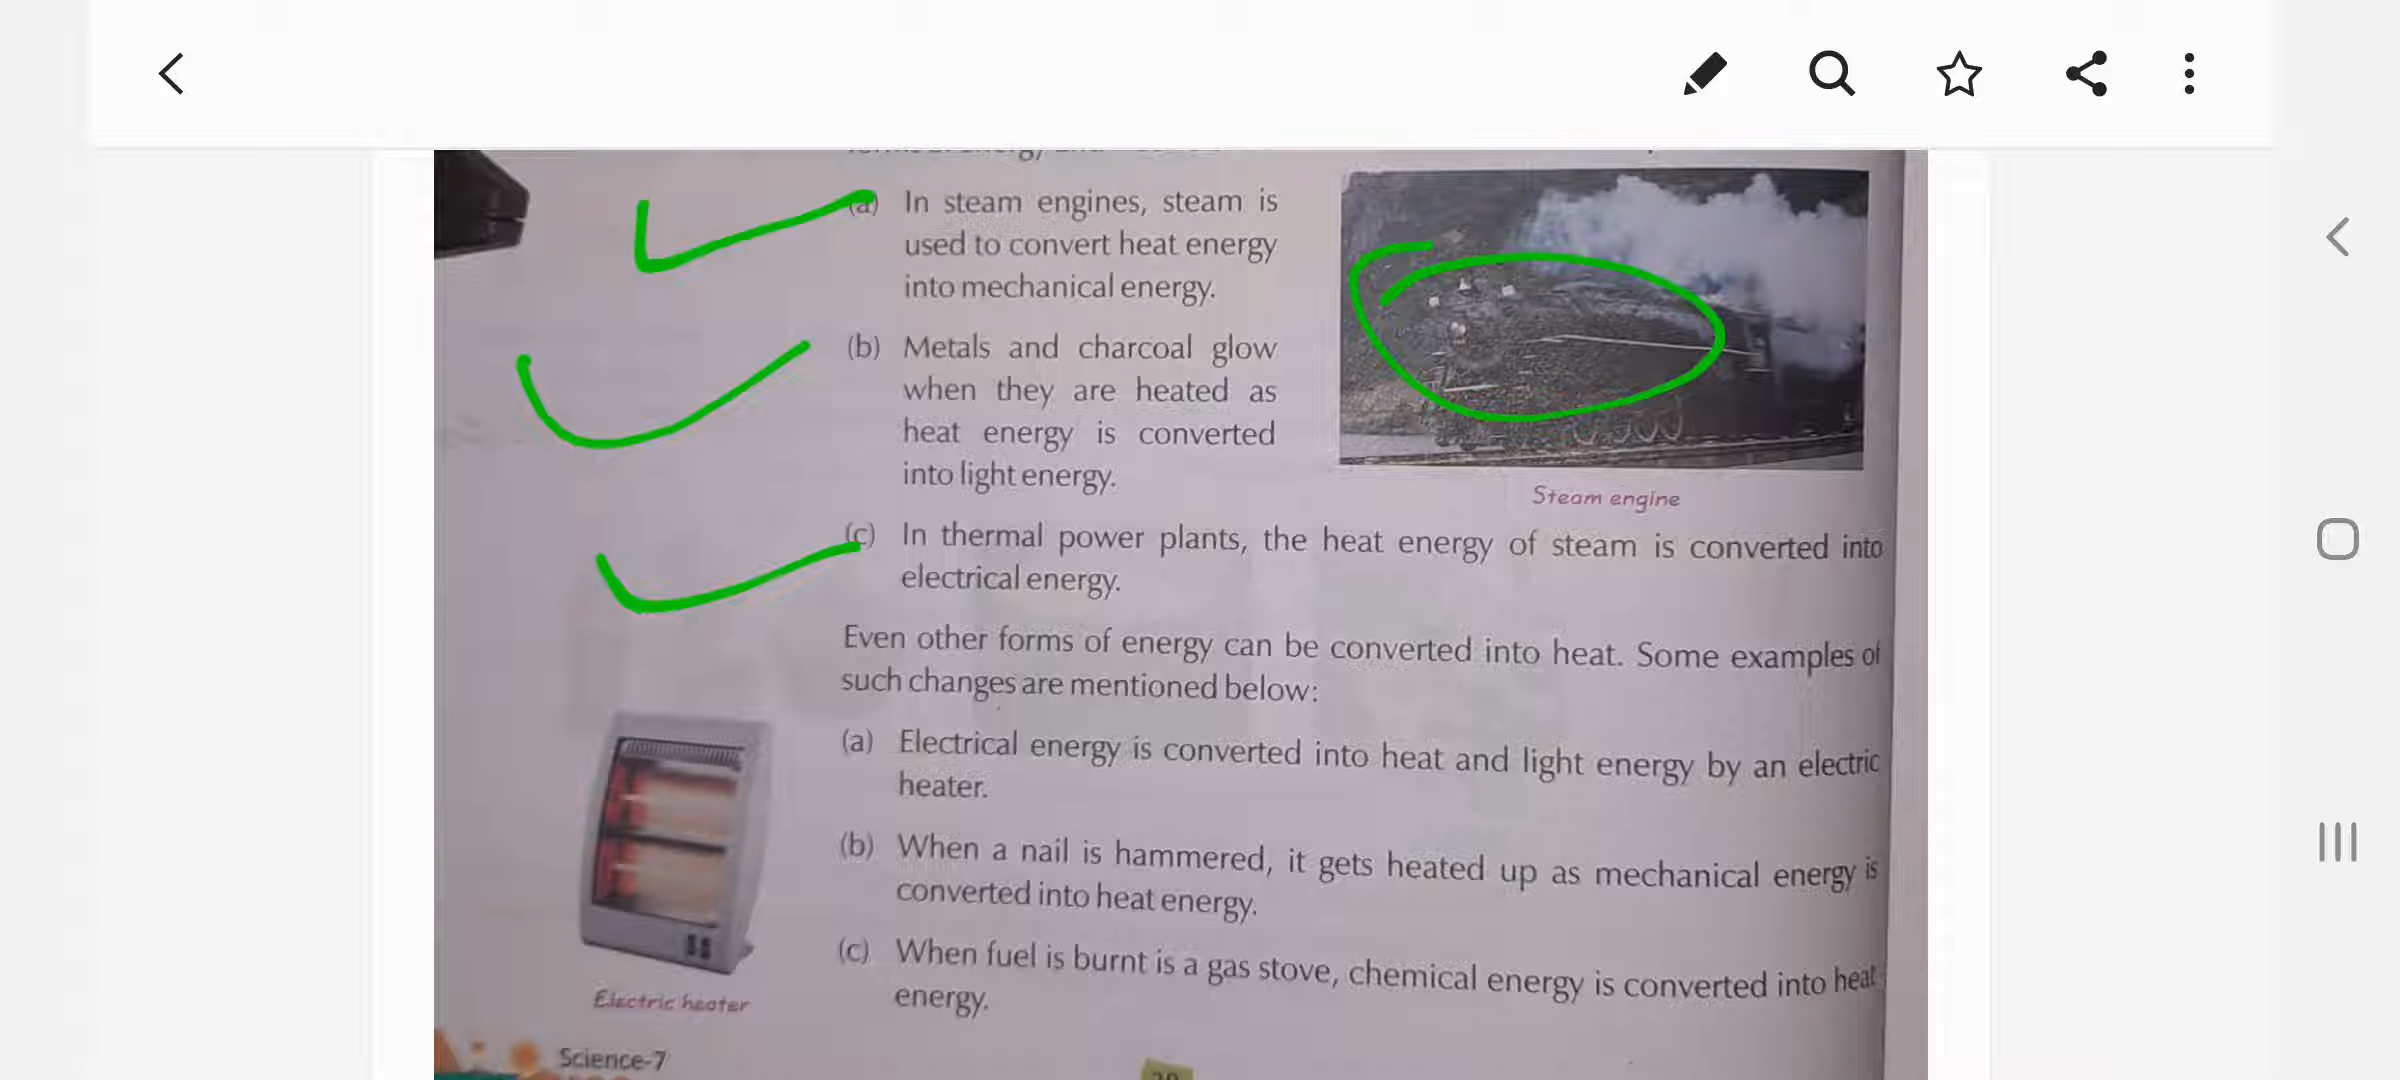 (a) In steam engines, steam is
used to convert heat energy
into mechanical energy.
(b) Metals and charcoal glow
when they are heated as
heat energy is converted
into light energy.
Steam engine
(c) In thermal power plants, the heat energy of steam is converted into
electrical energy.
Even other forms of energy can be converted into heat. Some examples of
such changes are mentioned below:
(a) Electrical energy is converted into heat and light energy by an electric
heater.
(b) When a nail is hammered, it gets heated up as mechanical energy is
converted into heat energy.
(c) When fuel is burnt is a gas stove, chemical energy is converted into heat
energy.
Electric heater
Science-7